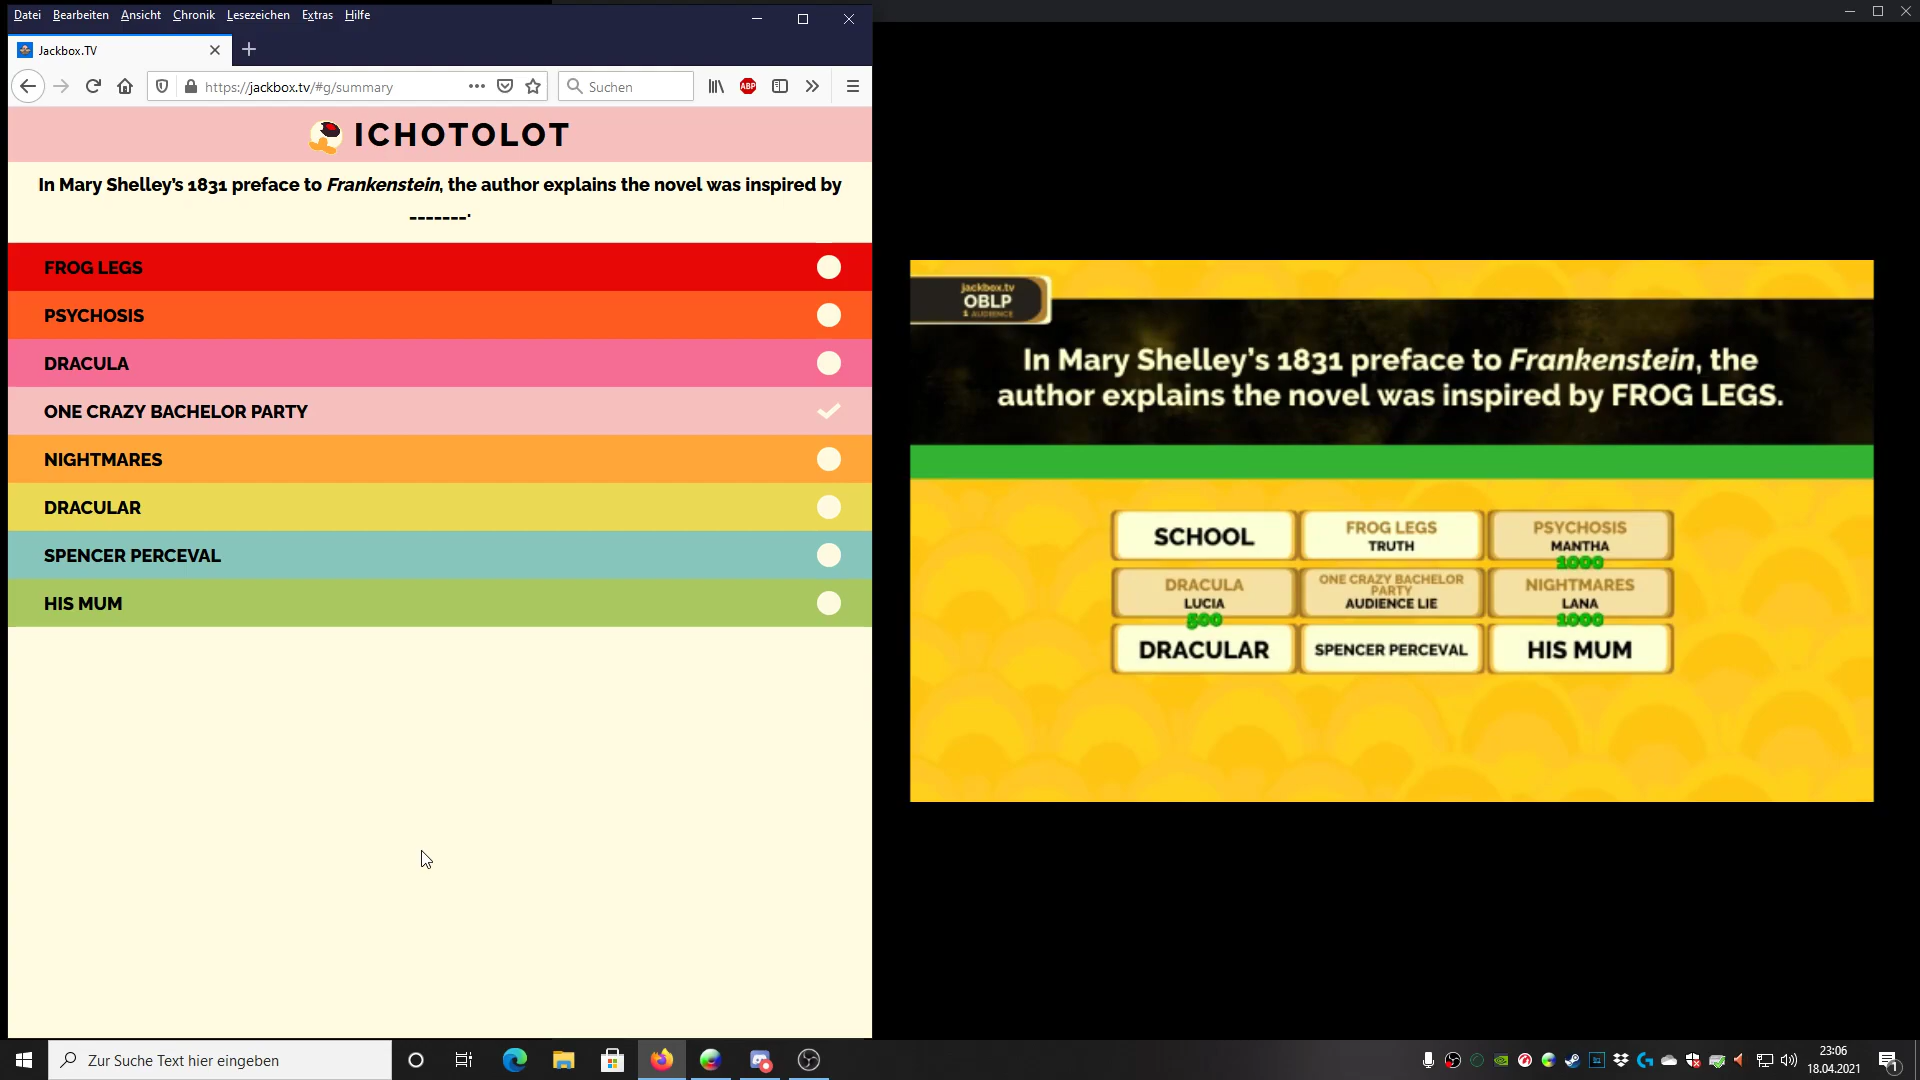 Datei Bearbeiten Ansicht Chronik Lesezeichen Extras Hilfe
Jackbox.TV
https://jackbox.tv/#g/summary
Suchen
ABP
ICHOTOLOT
In Mary Shelley's 1831 preface to Frankenstein, the author explains the novel was inspired by
_______.
FROG LEGS
PSYCHOSIS
DRACULA
ONE CRAZY BACHELOR PARTY
NIGHTMARES
DRACULAR
SPENCER PERCEVAL
HIS MUM
jackbox.tv
OBLP
1 AUDIENCE
In Mary Shelley's 1831 preface to Frankenstein, the
author explains the novel was inspired by FROG LEGS.
SCHOOL
FROG LEGS
TRUTH
PSYCHOSIS
MANTHA
1000
DRACULA
LUCIA
500
ONE CRAZY BACHELOR
PARTY
AUDIENCE LIE
NIGHTMARES
LANA
1000
DRACULAR
SPENCER PERCEVAL
HIS MUM
Zur Suche Text hier eingeben
23:06
18.04.2021
1